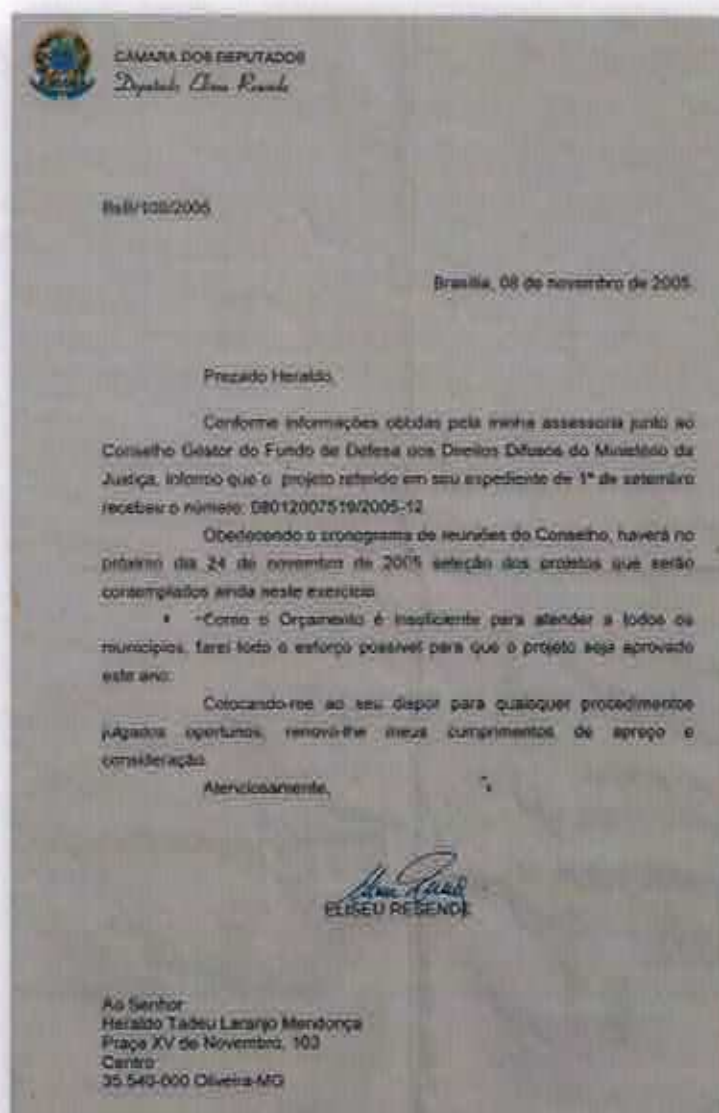 CÂMARA DOS DEPUTADOS
Deputado Eliseu Resende
BsB/108/2005
Brasília, 08 de novembro de 2005.
Prezado Heraldo,
Conforme informações obtidas pela minha assessoria junto ao
Conselho Gestor do Fundo de Defesa dos Direitos Difusos do Ministério da
Justiça, informo que o projeto referido em seu expediente de 1º de setembro
recebeu o número: 08012007519/2005-12
Obedecendo o cronograma de reuniões do Conselho, haverá no
próximo dia 24 de novembro de 2005 seleção dos projetos que serão
contemplados ainda neste exercício.
Como o Orçamento é insuficiente para atender a todos os
municípios, farei todo o esforço possível para que o projeto seja aprovado
este ano.
Colocando-me ao seu dispor para quaisquer procedimentos
julgados oportunos, renovo-lhe meus cumprimentos de apreço e
consideração.
Atenciosamente,
ELISEU RESENDE
Ao Senhor
Heraldo Tadeu Laranjo Mendonça
Praça XV de Novembro, 103
Centro
35.540-000 Oliveira-MG